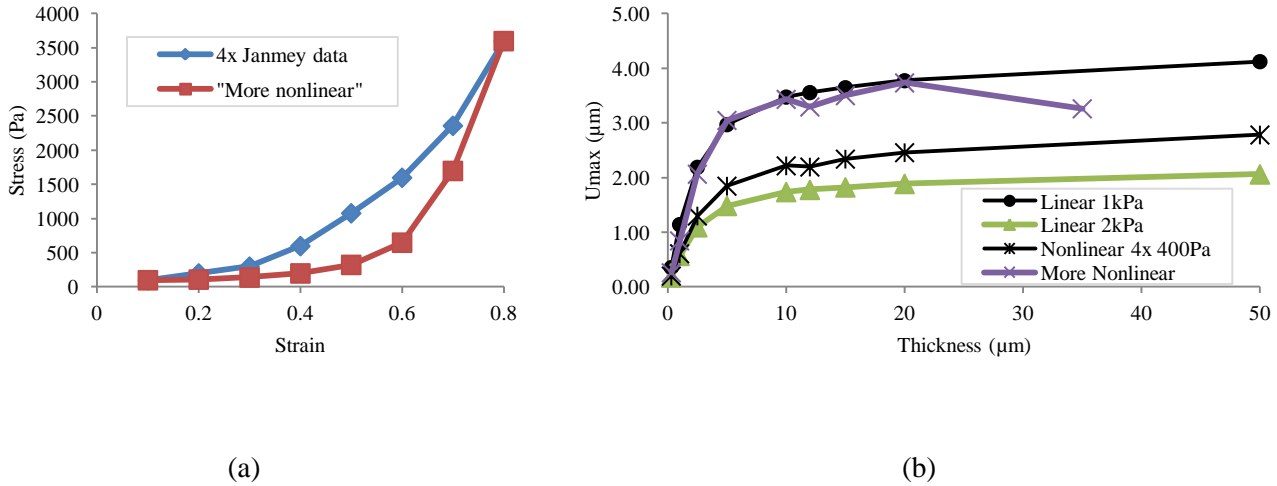 4000
3500
3000
2500
2000
1500
1000
500
0
0
0.2
0.4
0.6
0.8
Stress (Pa)
Strain
4x Janmey data
"More nonlinear"
(a)
5.00
4.00
3.00
2.00
1.00
0.00
0
10
20
30
40
50
Umax (µm)
Thickness (µm)
Linear 1kPa
Linear 2kPa
Nonlinear 4x 400Pa
More Nonlinear
(b)